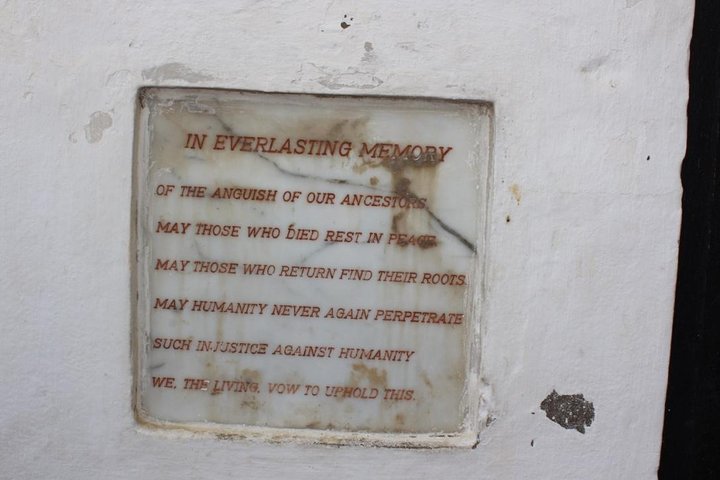 IN EVERLASTING MEMORY
OF THE ANGUISH OF OUR ANCESTORS.
MAY THOSE WHO DIED REST IN PEACE.
MAY THOSE WHO RETURN FIND THEIR ROOTS.
MAY HUMANITY NEVER AGAIN PERPETRATE
SUCH INJUSTICE AGAINST HUMANITY
WE, THE LIVING, VOW TO UPHOLD THIS.